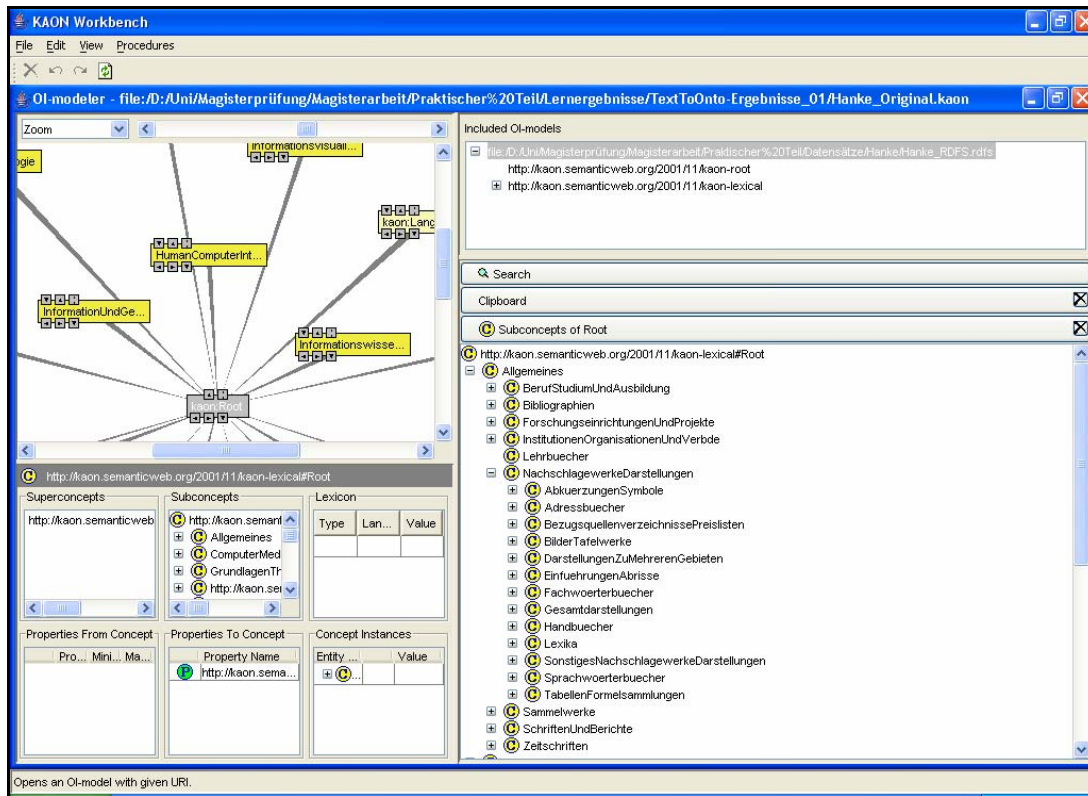 KAON Workbench
File Edit View Procedures
OI-modeler - file:/D:/Uni/Magisterprüfung/Magisterarbeit/Praktischer%20Teil/Lernergebnisse/TextToOnto-Ergebnisse_01/Hanke_Original.kaon
Zoom
ogie
Informationsvisuali...
kaon:Lang
HumanComputerInt...
InformationUndGe...
Informationswisse...
kaon:Root
Included OI-models
file:/D:/Uni/Magisterprüfung/Magisterarbeit/Praktischer%20Teil/Datensätze/Hanke/Hanke_RDFS.rdfs
http://kaon.semanticweb.org/2001/11/kaon-root
http://kaon.semanticweb.org/2001/11/kaon-lexical
Search
Clipboard
Subconcepts of Root
http://kaon.semanticweb.org/2001/11/kaon-lexical#Root
Allgemeines
BerufStudiumUndAusbildung
Bibliographien
ForschungseinrichtungenUndProjekte
InstitutionenOrganisationenUndVerbde
Lehrbuecher
NachschlagewerkeDarstellungen
AbkuerzungenSymbole
Adressbuecher
BezugsquellenverzeichnissePreislisten
BilderTafelwerke
DarstellungenZuMehrerenGebieten
EinfuehrungenAbrisse
Fachwoerterbuecher
Gesamtdarstellungen
Handbuecher
Lexika
SonstigesNachschlagewerkeDarstellungen
Sprachwoerterbuecher
TabellenFormelsammlungen
Sammelwerke
SchriftenUndBerichte
Zeitschriften
http://kaon.semanticweb.org/2001/11/kaon-lexical#Root
Superconcepts
http://kaon.semanticweb
Subconcepts
http://kaon.semant
Allgemeines
ComputerMed
GrundlagenTh
http://kaon.ser
Lexicon
Type Lan... Value
Properties From Concept
Pro... Mini... Ma...
Properties To Concept
Property Name
P http://kaon.sema...
Concept Instances
Entity ... Value
C...
Opens an OI-model with given URI.